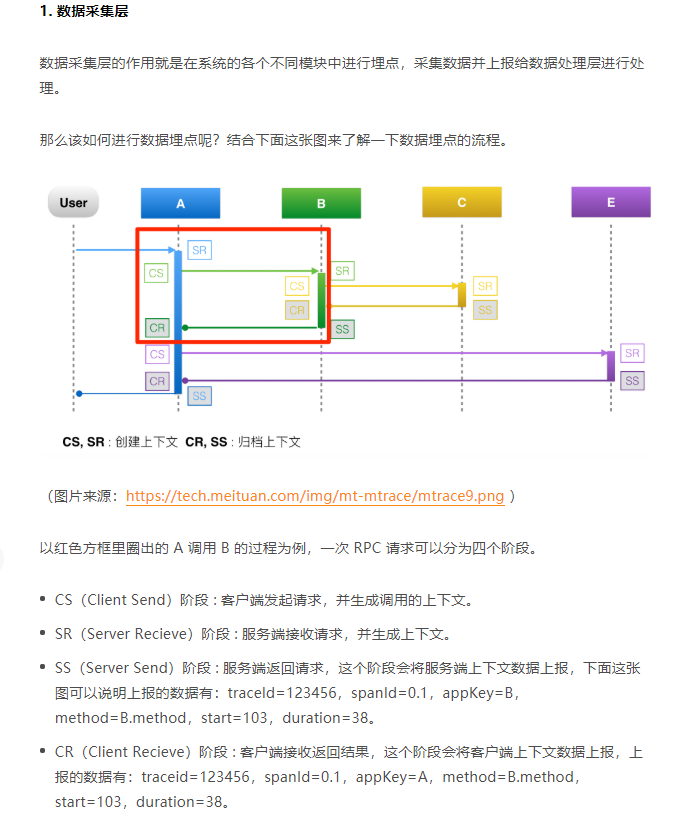 1. 数据采集层
数据采集层的作用就是在系统的各个不同模块中进行埋点，采集数据并上报给数据处理层进行处
理。
那么该如何进行数据埋点呢？结合下面这张图来了解一下数据埋点的流程。
User A B C E
SR
CS SR
CS SR
CR SS
CR SS
CS SR
CR SS
SS
CS, SR : 创建上下文 CR, SS : 归档上下文
（图片来源：https://tech.meituan.com/img/mt-mtrace/mtrace9.png ）
以红色方框里圈出的 A 调用 B 的过程为例，一次 RPC 请求可以分为四个阶段。
• CS（Client Send）阶段 : 客户端发起请求，并生成调用的上下文。
• SR（Server Recieve）阶段 : 服务端接收请求，并生成上下文。
• SS（Server Send）阶段 : 服务端返回请求，这个阶段会将服务端上下文数据上报，下面这张
图可以说明上报的数据有：traceId=123456，spanId=0.1，appKey=B，
method=B.method，start=103，duration=38。
• CR（Client Recieve）阶段 : 客户端接收返回结果，这个阶段会将客户端上下文数据上报，上
报的数据有：traceid=123456，spanId=0.1，appKey=A，method=B.method，
start=103，duration=38。